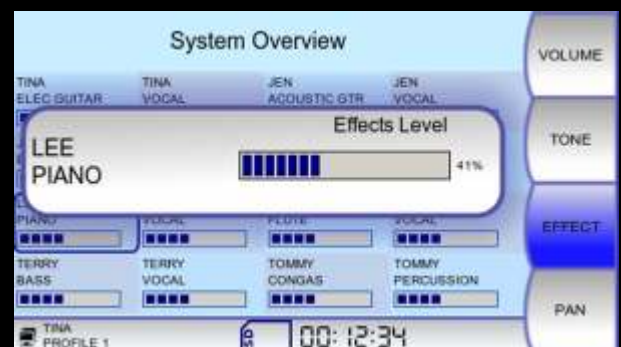 System Overview
VOLUME
TINA TINA JEN JEN
ELEC GUITAR VOCAL ACOUSTIC GTR VOCAL
Effects Level
LEE
PIANO
41%
TONE
PIANO VOCAL FLUTE VOCAL
EFFECT
TERRY TERRY TOMMY TOMMY
BASS VOCAL CONGAS PERCUSSION
PAN
TINA
PROFILE 1
00:12:34